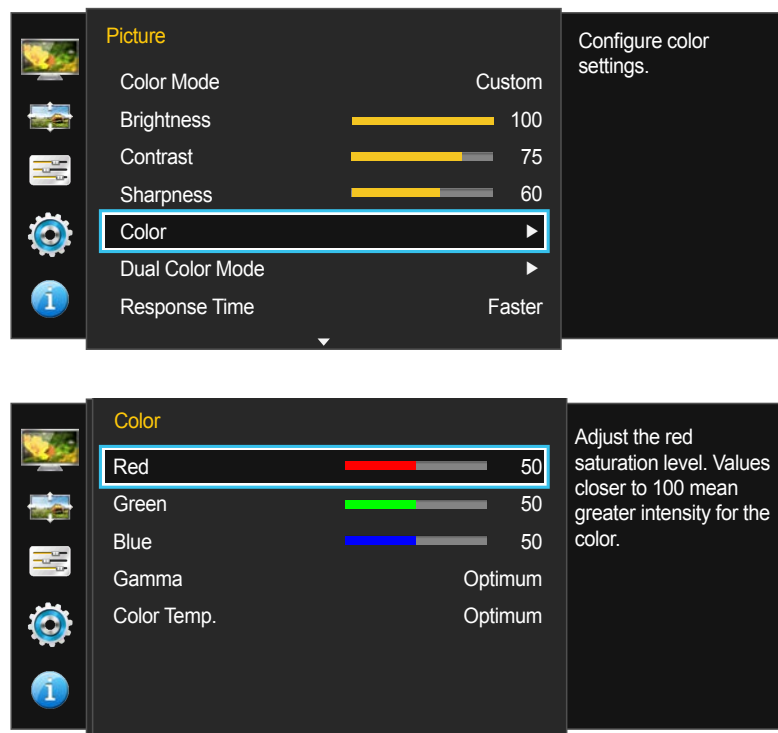 Picture
Color Mode Custom
Brightness 100
Contrast 75
Sharpness 60
Color
Dual Color Mode
Response Time Faster
Configure color
settings.
Color
Red 50
Green 50
Blue 50
Gamma Optimum
Color Temp. Optimum
Adjust the red
saturation level. Values
closer to 100 mean
greater intensity for the
color.